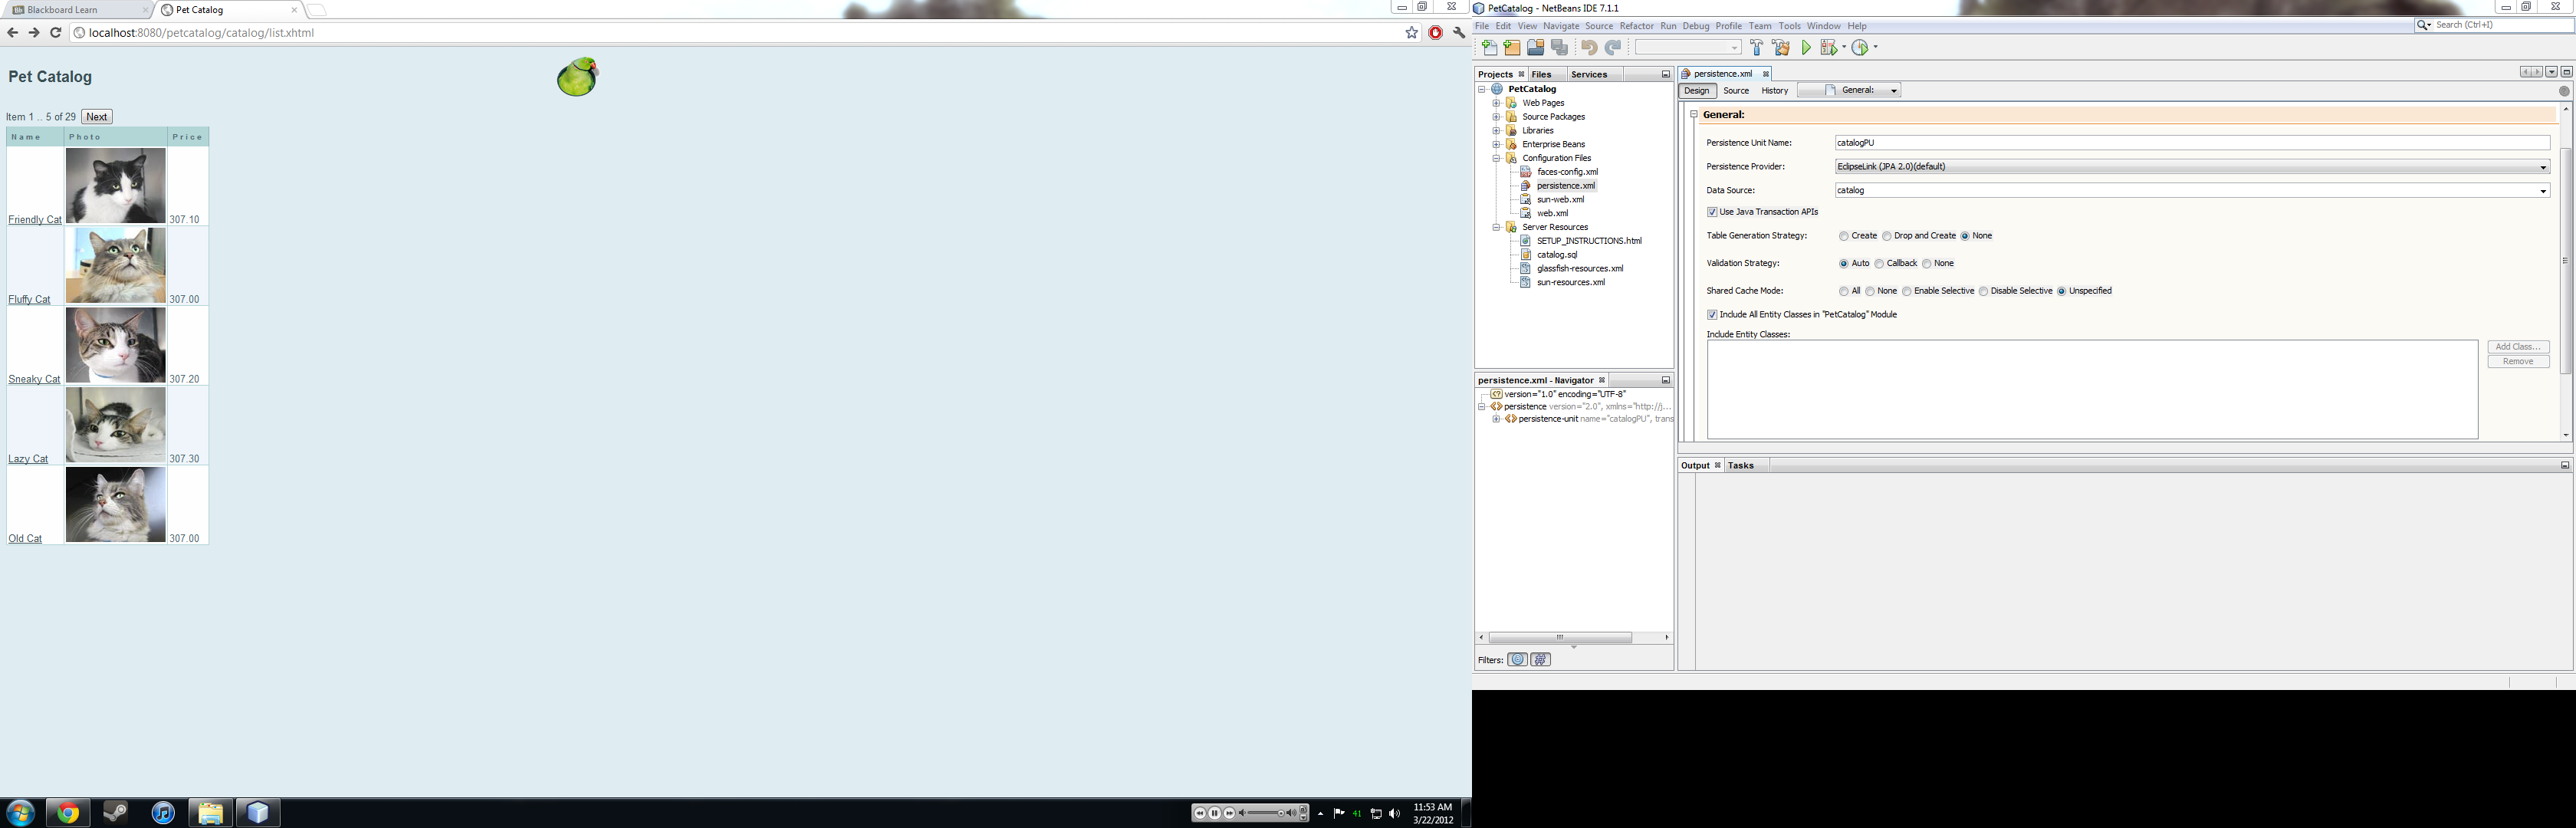 Blackboard Learn
Pet Catalog
localhost:8080/petcatalog/catalog/list.xhtml
Pet Catalog
Item 1 .. 5 of 29 Next
Name Photo Price
Friendly Cat 307.10
Fluffy Cat 307.00
Sneaky Cat 307.20
Lazy Cat 307.30
Old Cat 307.00
41
11:53 AM
3/22/2012
PetCatalog - NetBeans IDE 7.1.1
File Edit View Navigate Source Refactor Run Debug Profile Team Tools Window Help
Search (Ctrl+I)
Projects Files Services
PetCatalog
Web Pages
Source Packages
Libraries
Enterprise Beans
Configuration Files
faces-config.xml
persistence.xml
sun-web.xml
web.xml
Server Resources
SETUP_INSTRUCTIONS.html
catalog.sql
glassfish-resources.xml
sun-resources.xml
persistence.xml - Navigator
version="1.0" encoding="UTF-8"
persistence version="2.0", xmlns="http://j...
persistence-unit name="catalogPU", trans
Filters:
persistence.xml
Design Source History General:
General:
Persistence Unit Name: catalogPU
Persistence Provider: EclipseLink (JPA 2.0)(default)
Data Source: catalog
Use Java Transaction APIs
Table Generation Strategy: Create Drop and Create None
Validation Strategy: Auto Callback None
Shared Cache Mode: All None Enable Selective Disable Selective Unspecified
Include All Entity Classes in "PetCatalog" Module
Include Entity Classes:
Add Class...
Remove
Output Tasks